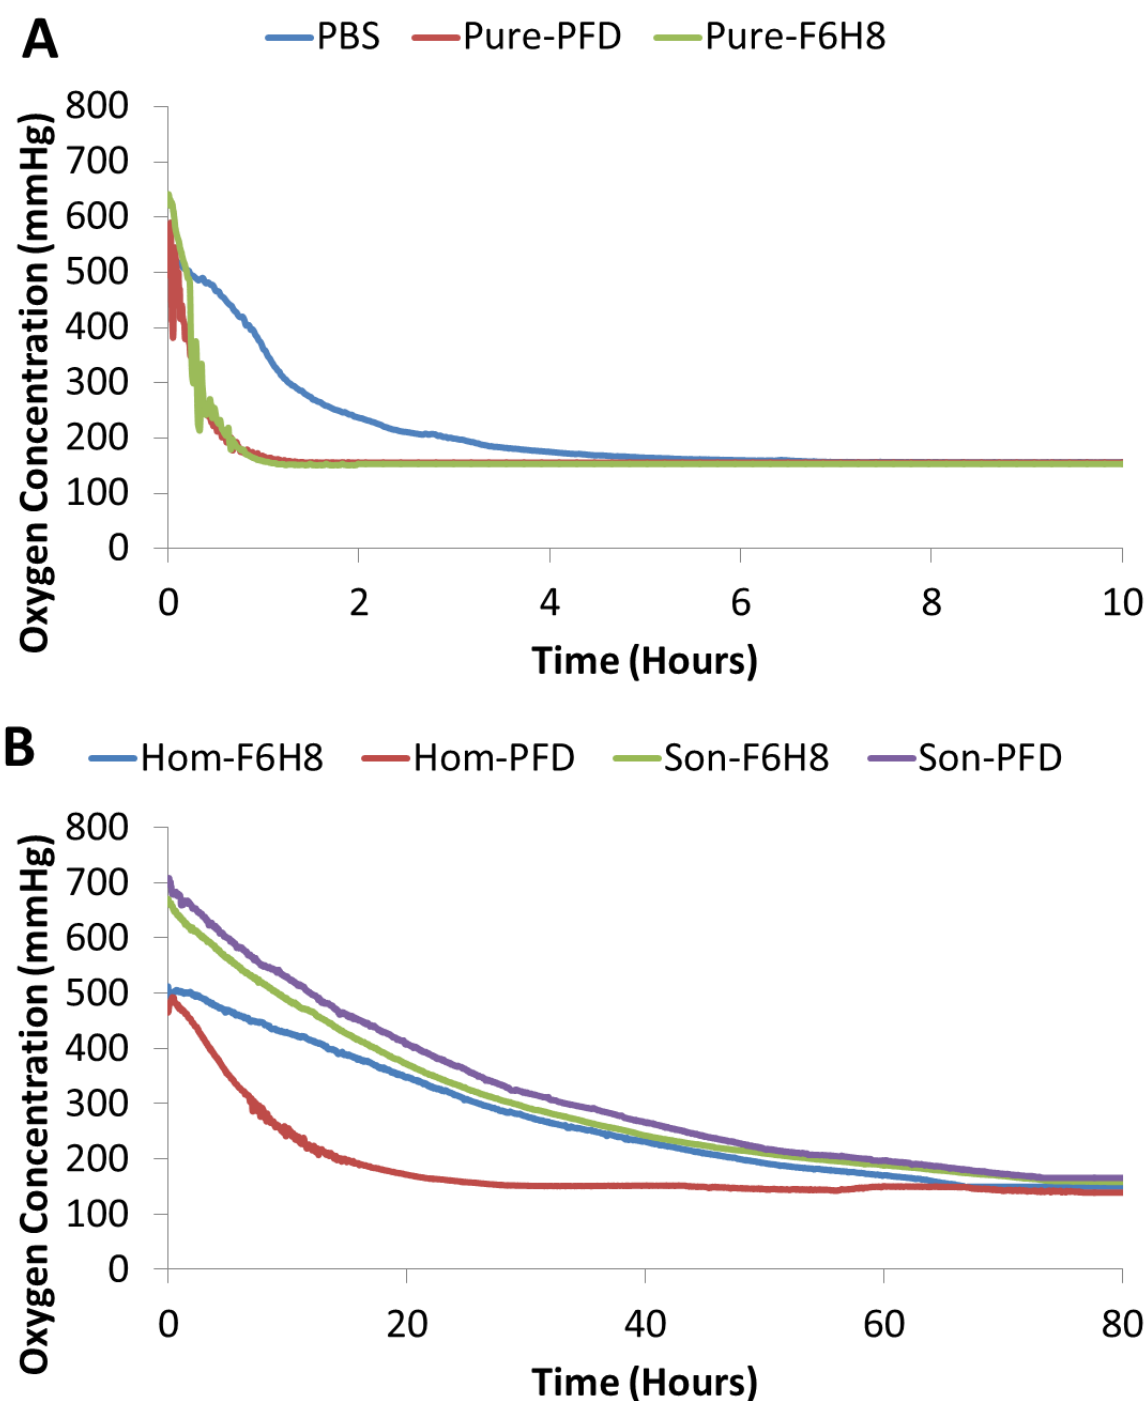 A
PBS Pure-PFD Pure-F6H8
800
700
600
500
400
300
200
100
0
Oxygen Concentration (mmHg)
0 2 4 6 8 10
Time (Hours)
B
Hom-F6H8 Hom-PFD Son-F6H8 Son-PFD
800
700
600
500
400
300
200
100
0
Oxygen Concentration (mmHg)
0 20 40 60 80
Time (Hours)